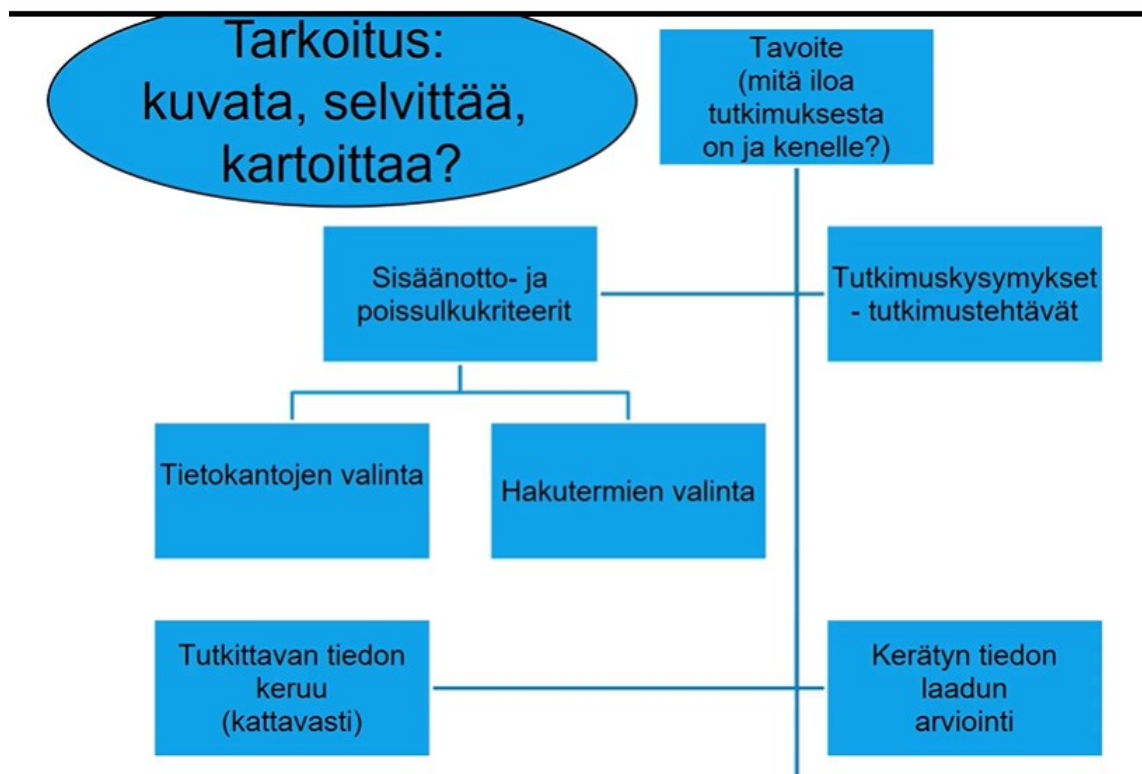 Tarkoitus:
kuvata, selvittää,
kartoittaa?
Tavoite
(mitä iloa
tutkimuksesta
on ja kenelle?)
Sisäänotto- ja
poissulkukriteerit
Tutkimuskysymykset
- tutkimustehtävät
Tietokantojen valinta
Hakutermien valinta
Tutkittavan tiedon
keruu
(kattavasti)
Kerätyn tiedon
laadun
arviointi